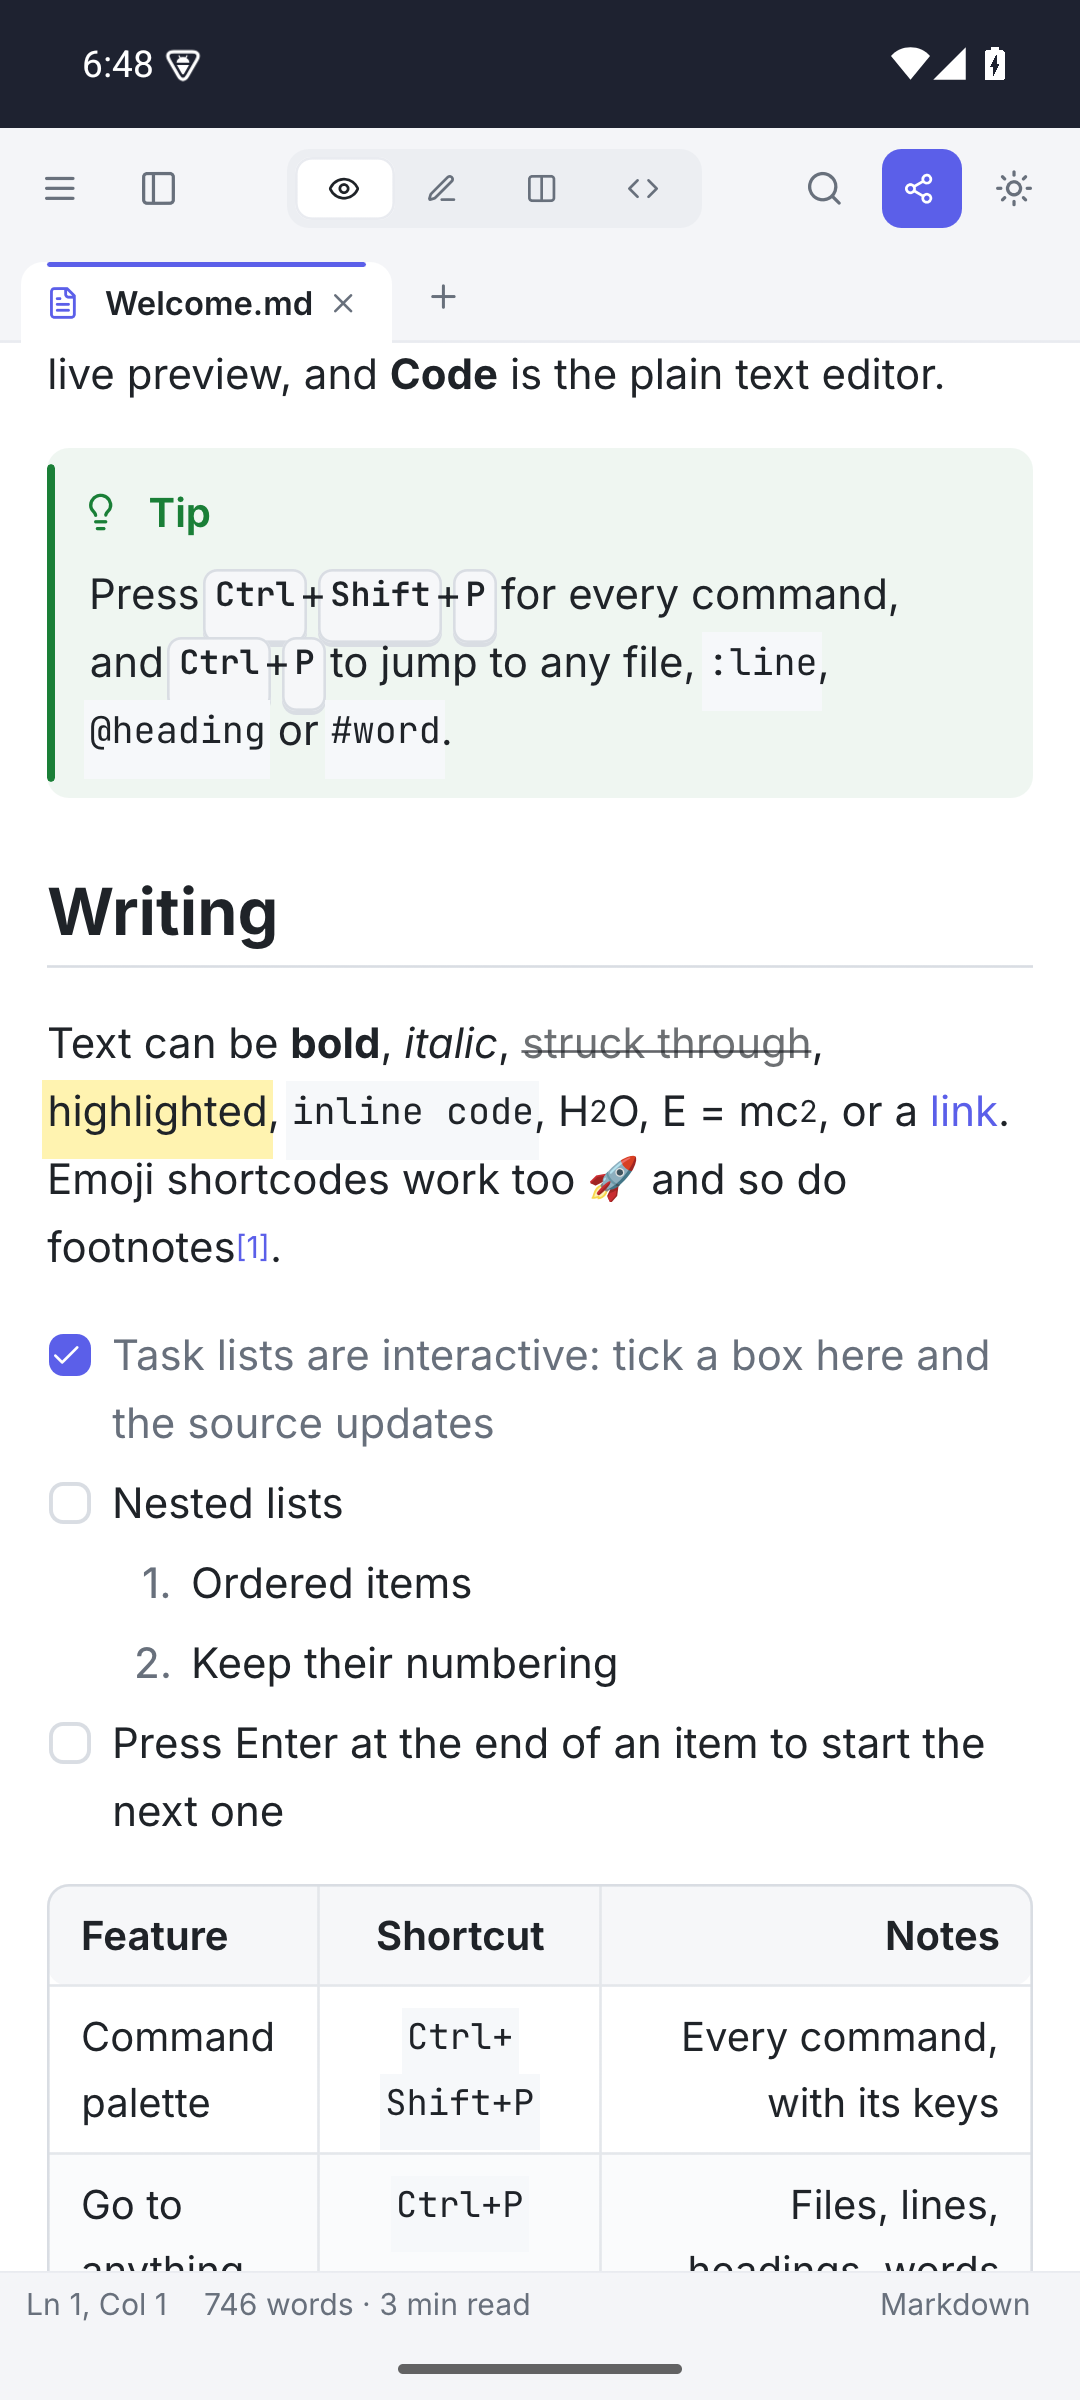 6:48
Welcome.md
live preview, and Code is the plain text editor.
Tip
Press Ctrl+Shift+P for every command,
and Ctrl+P to jump to any file, :line,
@heading or #word.
Writing
Text can be bold, italic, struck through,
highlighted, inline code, H2O, E = mc2, or a link.
Emoji shortcodes work too 🚀 and so do
footnotes[1].
Task lists are interactive: tick a box here and
the source updates
Nested lists
1. Ordered items
2. Keep their numbering
Press Enter at the end of an item to start the
next one
Feature Shortcut Notes
Command Ctrl+ Every command,
palette Shift+P with its keys
Go to Ctrl+P Files, lines,
anything headings, words
Ln 1, Col 1 746 words · 3 min read Markdown